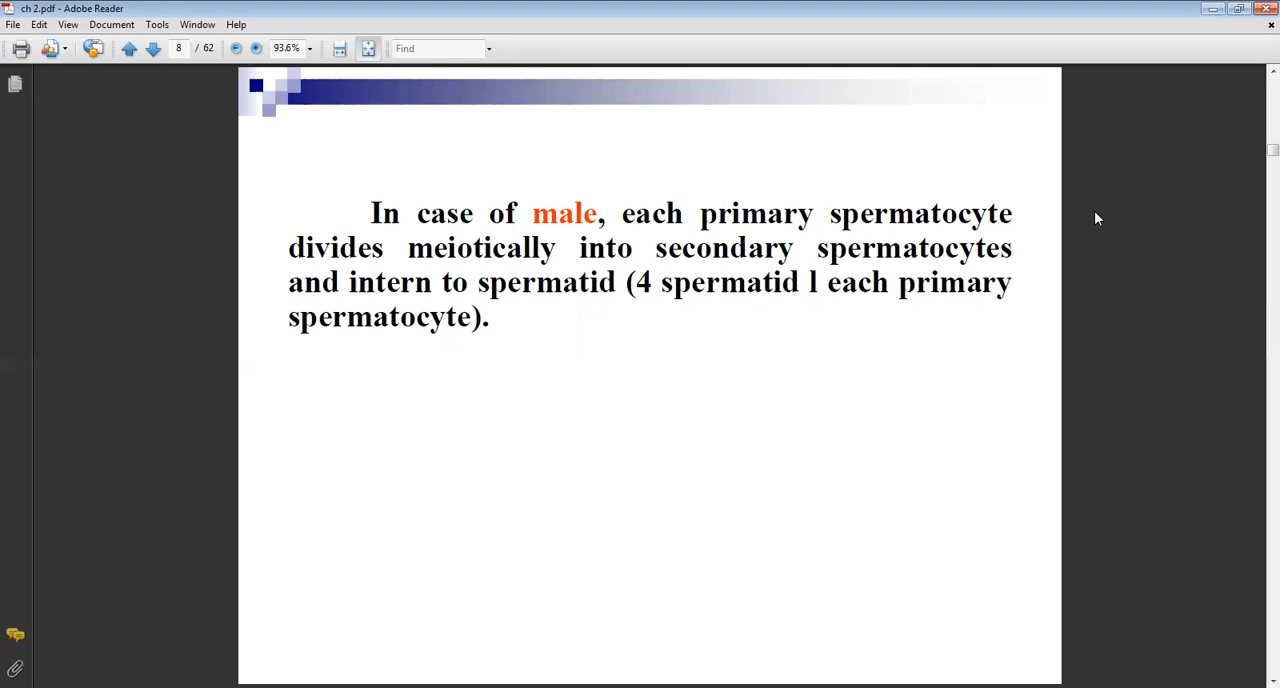 ch 2.pdf - Adobe Reader
File Edit View Document Tools Window Help
8 / 62 93.6% Find
In case of male, each primary spermatocyte
divides meiotically into secondary spermatocytes
and intern to spermatid (4 spermatid l each primary
spermatocyte).